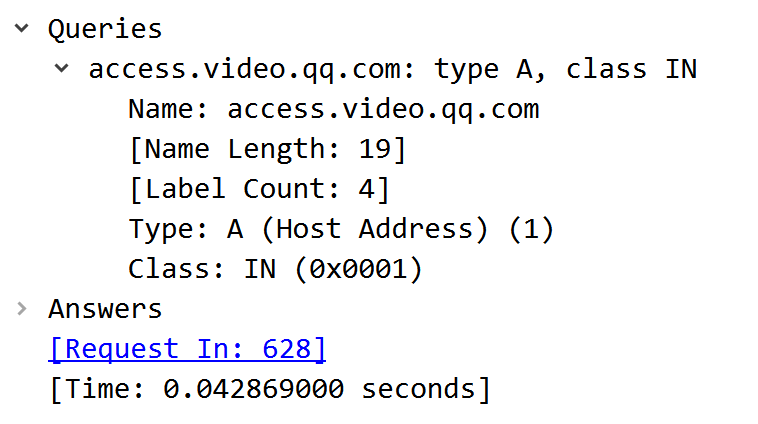 Queries
access.video.qq.com: type A, class IN
Name: access.video.qq.com
[Name Length: 19]
[Label Count: 4]
Type: A (Host Address) (1)
Class: IN (0x0001)
Answers
[Request In: 628]
[Time: 0.042869000 seconds]